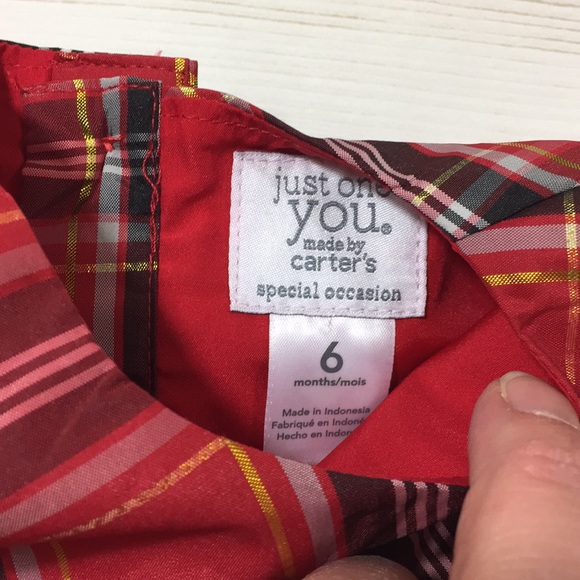 just one
you®
made by
carter's
special occasion
6
months/mois
Made in Indonesia
Fabriqué en Indoné
Hecho en Indon